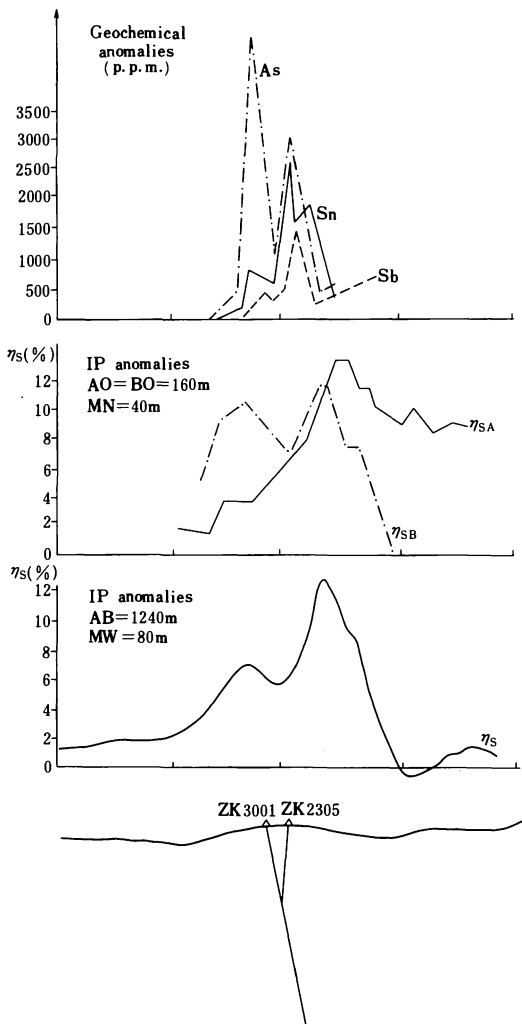 Geochemical
anomalies
(p.p.m.)
As
3500
3000
2500
2000
1500
1000
500
0
Sn
Sb
ηS(%)
IP anomalies
AO=BO=160m
MN=40m
12
10
8
6
4
2
0
ηSA
ηSB
ηS(%)
IP anomalies
AB=1240m
MW=80m
12
10
8
6
4
2
0
ηS
ZK3001 ZK2305